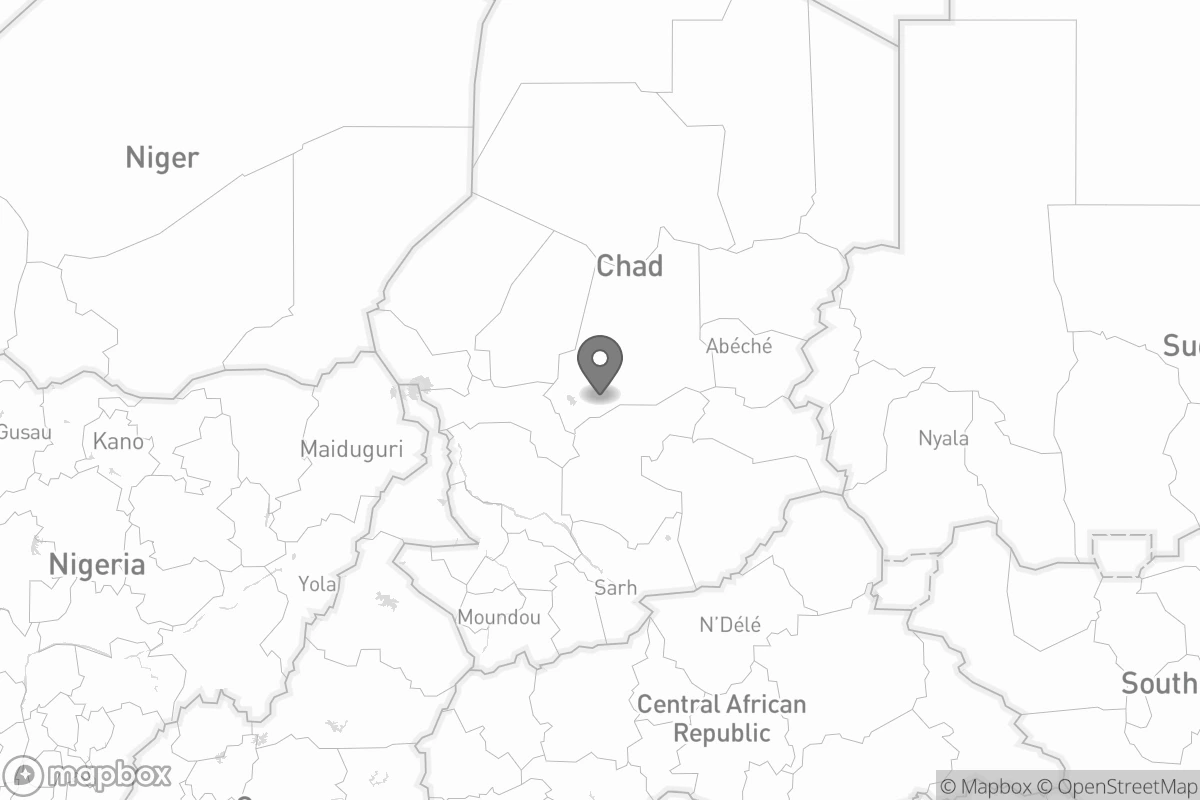 Niger
Chad
Abéché
Gusau
Kano
Maiduguri
Nyala
Nigeria
Yola
Sarh
Moundou
N'Délé
South
Central African
Republic
mapbox
© Mapbox © OpenStreetMap